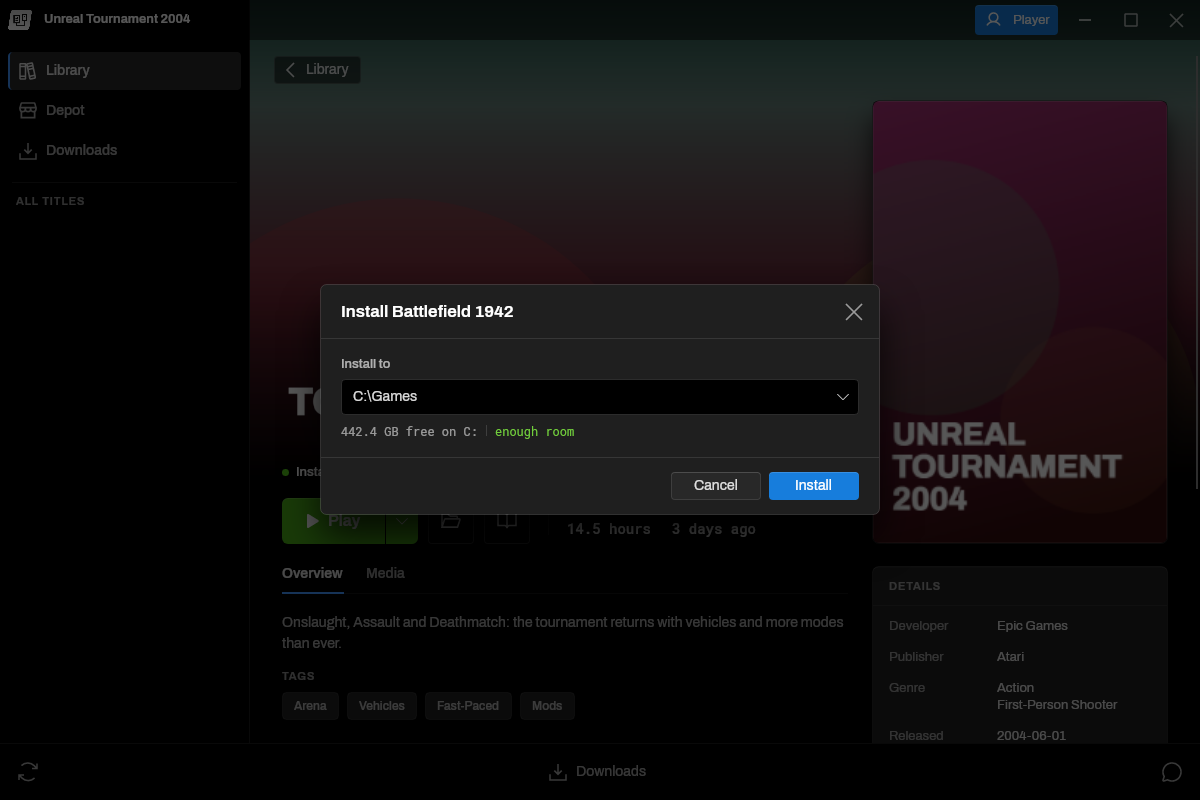 Unreal Tournament 2004
Player
Library
Depot
Downloads
ALL TITLES
Library
UNREAL
TOURNAMENT
2004
Install Battlefield 1942
Install to
C:\Games
442.4 GB free on C: enough room
Cancel
Install
Play
14.5 hours
3 days ago
Overview
Media
Onslaught, Assault and Deathmatch: the tournament returns with vehicles and more modes
than ever.
TAGS
Arena
Vehicles
Fast-Paced
Mods
DETAILS
Developer
Epic Games
Publisher
Atari
Genre
Action
First-Person Shooter
Released
2004-06-01
Downloads